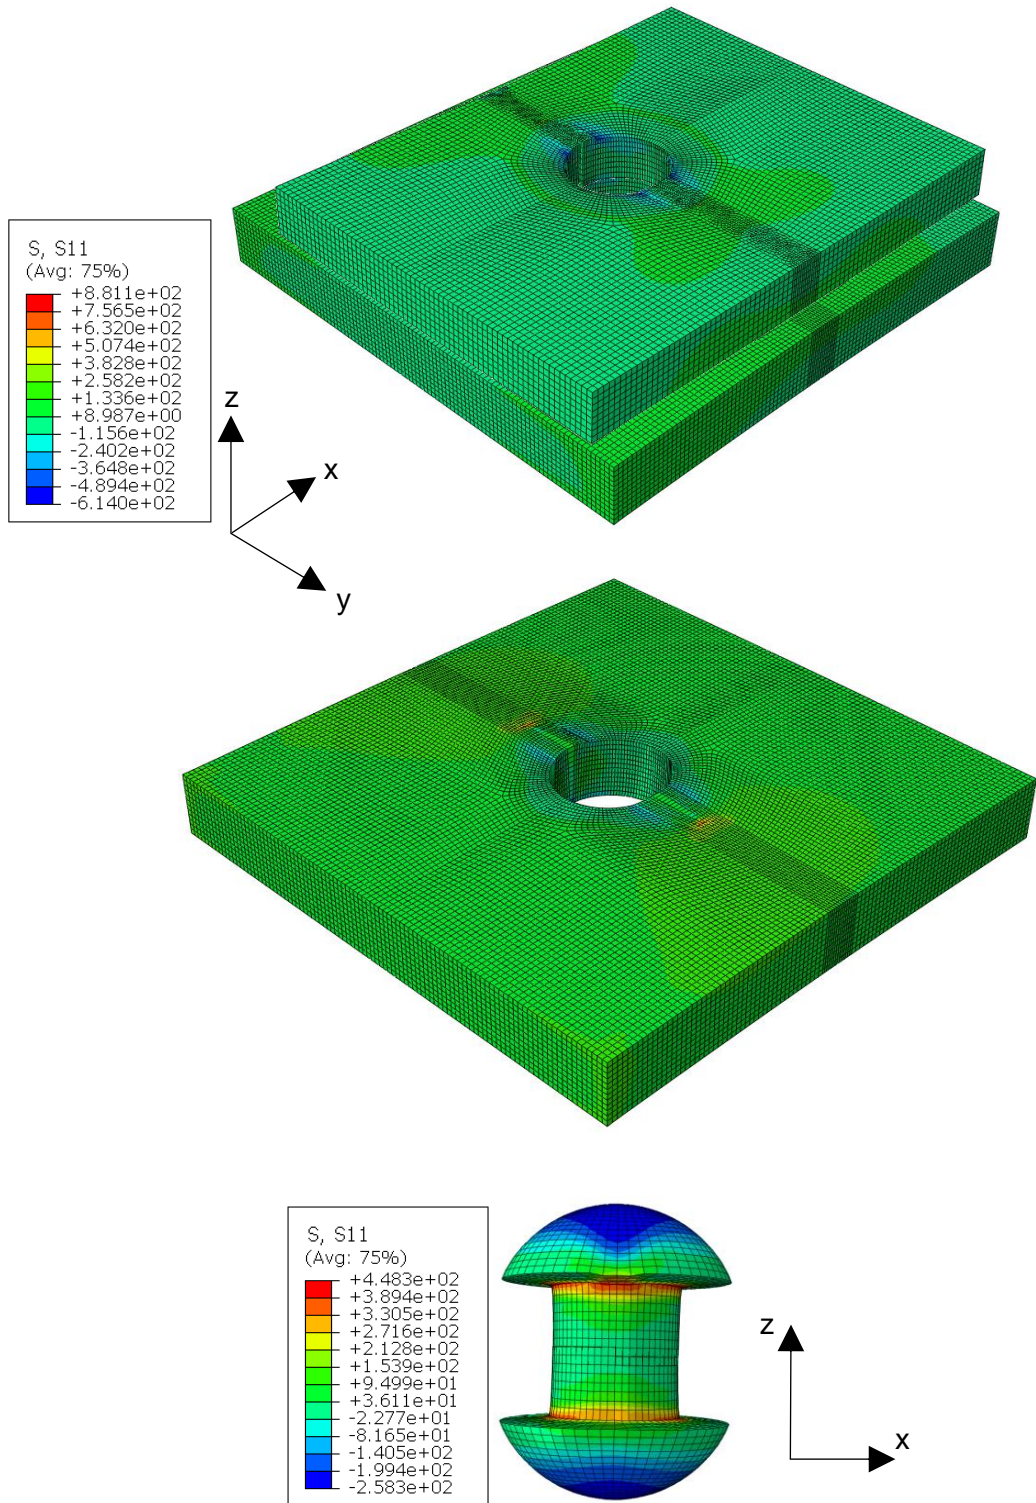 S, S11
(Avg: 75%)
+8.811e+02
+7.565e+02
+6.320e+02
+5.074e+02
+3.828e+02
+2.582e+02
+1.336e+02
+8.987e+00
-1.156e+02
-2.402e+02
-3.648e+02
-4.894e+02
-6.140e+02
z
x
y
S, S11
(Avg: 75%)
+4.483e+02
+3.894e+02
+3.305e+02
+2.716e+02
+2.128e+02
+1.539e+02
+9.499e+01
+3.611e+01
-2.277e+01
-8.165e+01
-1.405e+02
-1.994e+02
-2.583e+02
z
x